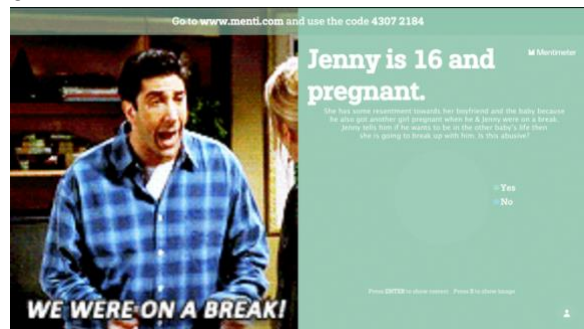 Go to www.menti.com and use the code 4307 2184
Jenny is 16 and
pregnant.
Mentimeter
She has some resentment towards her boyfriend and the baby because
he also got another girl pregnant when he & Jenny were on a break.
Jenny tells him if he wants to be in the other baby's life then
she is going to break up with him. Is this abusive?
Yes
No
WE WERE ON A BREAK!
Press ENTER to show correct Press S to show image